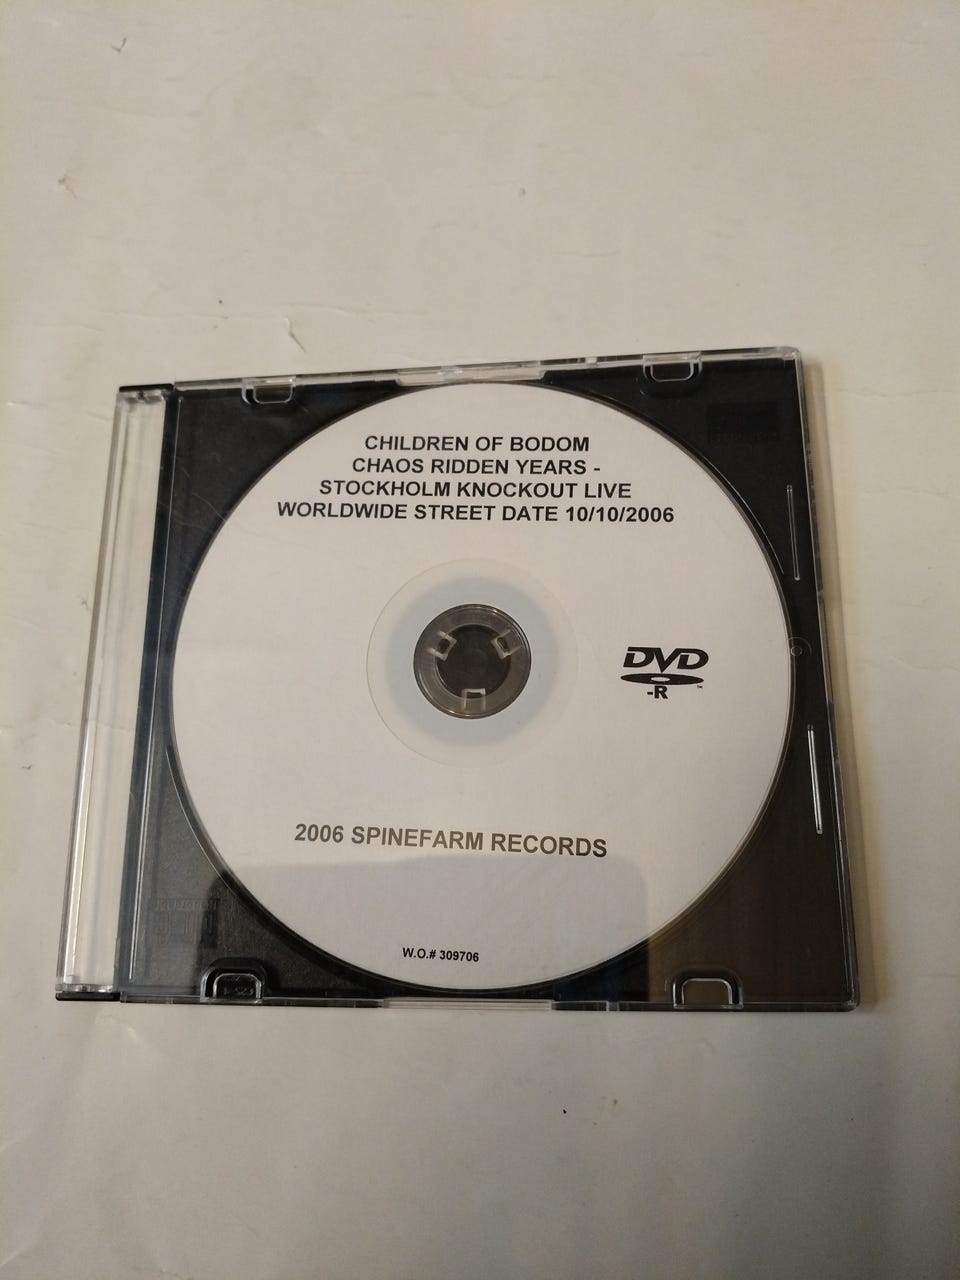 CHILDREN OF BODOM
CHAOS RIDDEN YEARS -
STOCKHOLM KNOCKOUT LIVE
WORLDWIDE STREET DATE 10/10/2006
DVD
-R ™
2006 SPINEFARM RECORDS
W.O.# 309706